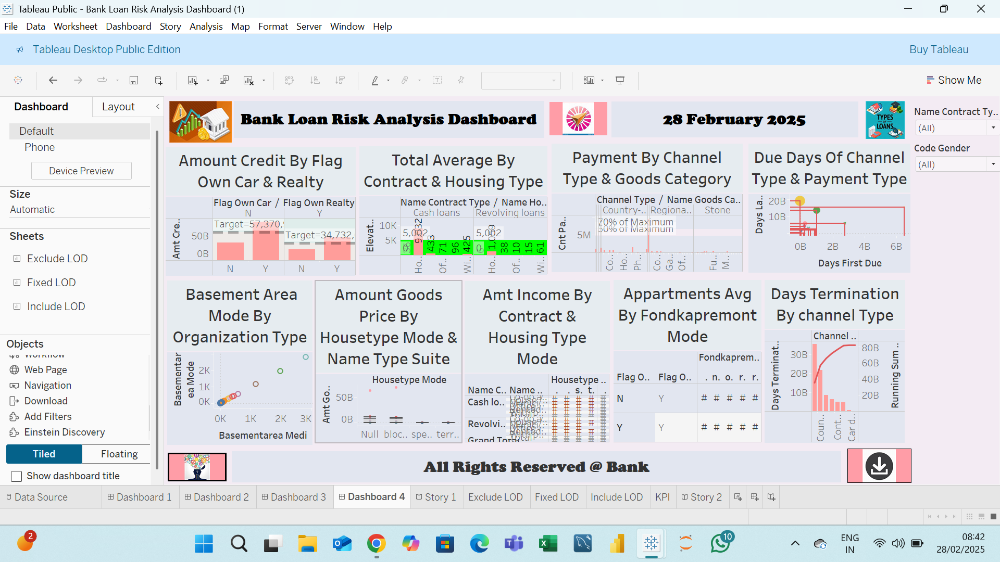 Tableau Public - Bank Loan Risk Analysis Dashboard (1)
File Data Worksheet Dashboard Story Analysis Map Format Server Window Help
Tableau Desktop Public Edition
Buy Tableau
Show Me
Dashboard
Layout
Default
Phone
Device Preview
Size
Automatic
Sheets
Exclude LOD
Fixed LOD
Include LOD
Objects
Workflow
Web Page
Navigation
Download
Add Filters
Einstein Discovery
Tiled
Floating
Show dashboard title
Bank Loan Risk Analysis Dashboard
28 February 2025
TYPES
OF
LOANS
Name Contract Ty..
(All)
Code Gender
(All)
Amount Credit By Flag
Own Car & Realty
Flag Own Car / Flag Own Realty
N Y
Amt Cre..
50B
0B
Target=57,370,
Target=34,732,
N Y N Y
Total Average By
Contract & Housing Type
Name Contract Type / Name Ho..
Cash loans Revolving loans
Elevat..
10K
5K
5,002
5,002
433
71
96
425
38
10
15
61
Ho.. Of.. Wi.. Ho.. Of.. Wi..
Payment By Channel
Type & Goods Category
Channel Type / Name Goods Ca..
Country-.. Regiona.. Stone
Cnt Pa..
5M
70% of Maximum
50% of Maximum
Co.. Ho.. Ph.. Co.. Ga.. Of.. Fu.. M..
Due Days Of Channel
Type & Payment Type
Days La..
20B
10B
0B 2B 4B 6B
Days First Due
Basement Area
Mode By
Organization Type
Basementar
ea Mode
2K
1K
0K
0K 1K 2K 3K
Basementarea Medi
Amount Goods
Price By
Housetype Mode &
Name Type Suite
Housetype Mode
Amt Go..
50B
0B
Null bloc.. spe.. terr..
Amt Income By
Contract &
Housing Type
Mode
Housetype ..
Name C.. Name .. . . s. t. .
Cash lo..
Revolvi..
Grand Total
Appartments Avg
By Fondkapremont
Mode
Fondkaprem..
Flag O.. Flag O.. . n. o. r. r.
N Y # # # # #
Y Y # # # # #
Days Termination
By channel Type
Channel ..
Days Terminat..
30B
20B
10B
80B
60B
40B
20B
Running Sum ..
Coun.. Cont.. Car d..
All Rights Reserved @ Bank
Data Source Dashboard 1 Dashboard 2 Dashboard 3 Dashboard 4 Story 1 Exclude LOD Fixed LOD Include LOD KPI Story 2
2
10
ENG
IN
08:42
28/02/2025